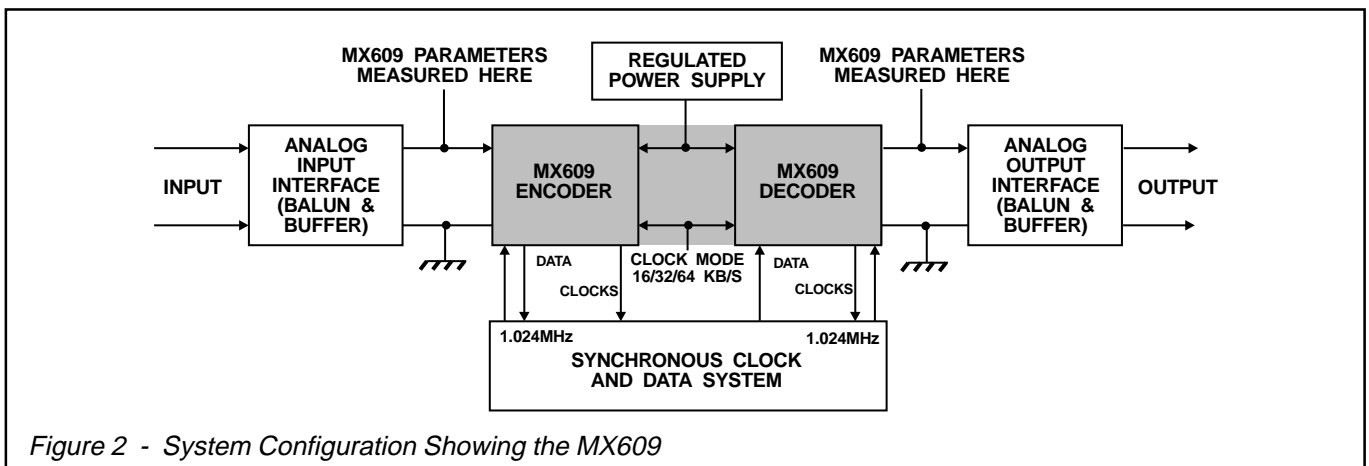 MX609 PARAMETERS
MEASURED HERE
REGULATED
POWER SUPPLY
MX609 PARAMETERS
MEASURED HERE
INPUT
ANALOG
INPUT
INTERFACE
(BALUN &
BUFFER)
MX609
ENCODER
MX609
DECODER
ANALOG
OUTPUT
INTERFACE
(BALUN &
BUFFER)
OUTPUT
DATA
CLOCKS
CLOCK MODE
16/32/64 KB/S
DATA
CLOCKS
1.024MHz
1.024MHz
SYNCHRONOUS CLOCK
AND DATA SYSTEM
Figure 2 - System Configuration Showing the MX609